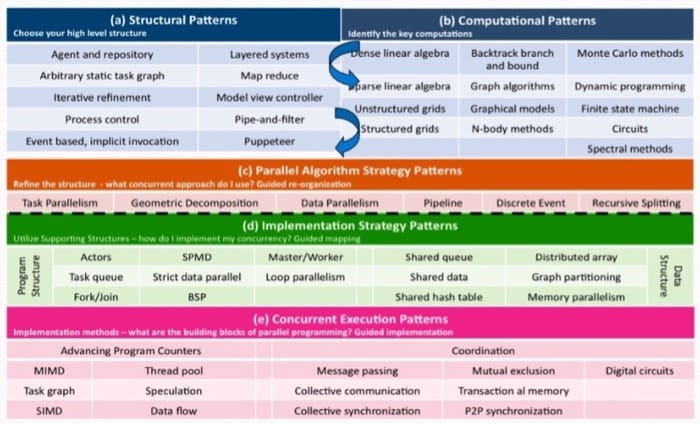 (a) Structural Patterns
Choose your high level structure
Agent and repository Layered systems
Arbitrary static task graph Map reduce
Iterative refinement Model view controller
Process control Pipe-and-filter
Event based, implicit invocation Puppeteer
(b) Computational Patterns
Identify the key computations
Dense linear algebra Backtrack branch and bound Monte Carlo methods
Sparse linear algebra Graph algorithms Dynamic programming
Unstructured grids Graphical models Finite state machine
Structured grids N-body methods Circuits
Spectral methods
(c) Parallel Algorithm Strategy Patterns
Refine the structure - what concurrent approach do I use? Guided re-organization
Task Parallelism Geometric Decomposition Data Parallelism Pipeline Discrete Event Recursive Splitting
(d) Implementation Strategy Patterns
Utilize Supporting Structures – how do I implement my concurrency? Guided mapping
Program Structure
Actors SPMD Master/Worker Shared queue Distributed array
Task queue Strict data parallel Loop parallelism Shared data Graph partitioning
Fork/Join BSP Shared hash table Memory parallelism
Data Structure
(e) Concurrent Execution Patterns
Implementation methods – what are the building blocks of parallel programming? Guided implementation
Advancing Program Counters Coordination
MIMD Thread pool Message passing Mutual exclusion Digital circuits
Task graph Speculation Collective communication Transaction al memory
SIMD Data flow Collective synchronization P2P synchronization